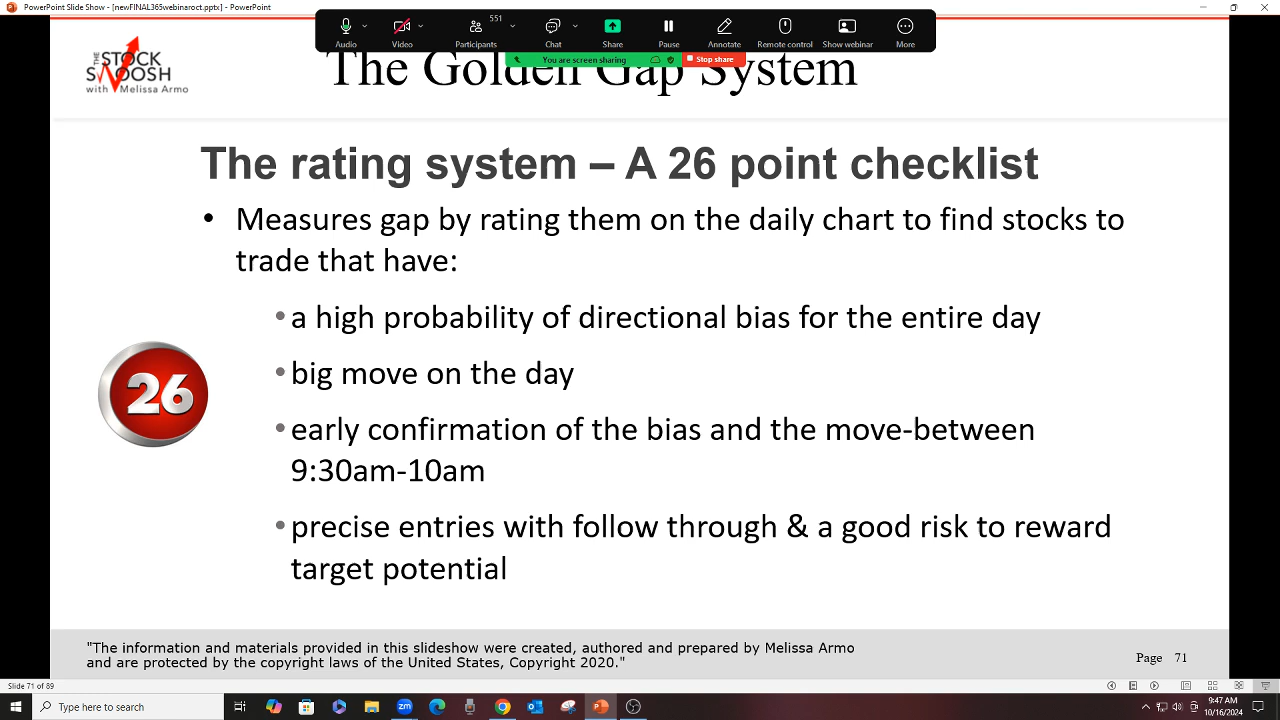 PowerPoint Slide Show - [newFINAL365webinaroct.pptx] - PowerPoint
551
Audio Video Participants Chat Share Pause Annotate Remote control Show webinar More
You are screen sharing Stop share
THE STOCK SWOOSH
with Melissa Armo
The Golden Gap System
The rating system – A 26 point checklist
• Measures gap by rating them on the daily chart to find stocks to
trade that have:
• a high probability of directional bias for the entire day
• big move on the day
26
• early confirmation of the bias and the move-between
9:30am-10am
• precise entries with follow through & a good risk to reward
target potential
"The information and materials provided in this slideshow were created, authored and prepared by Melissa Armo
and are protected by the copyright laws of the United States, Copyright 2020."
Page 71
Slide 71 of 89
Type here to search
9:47 AM
10/16/2024